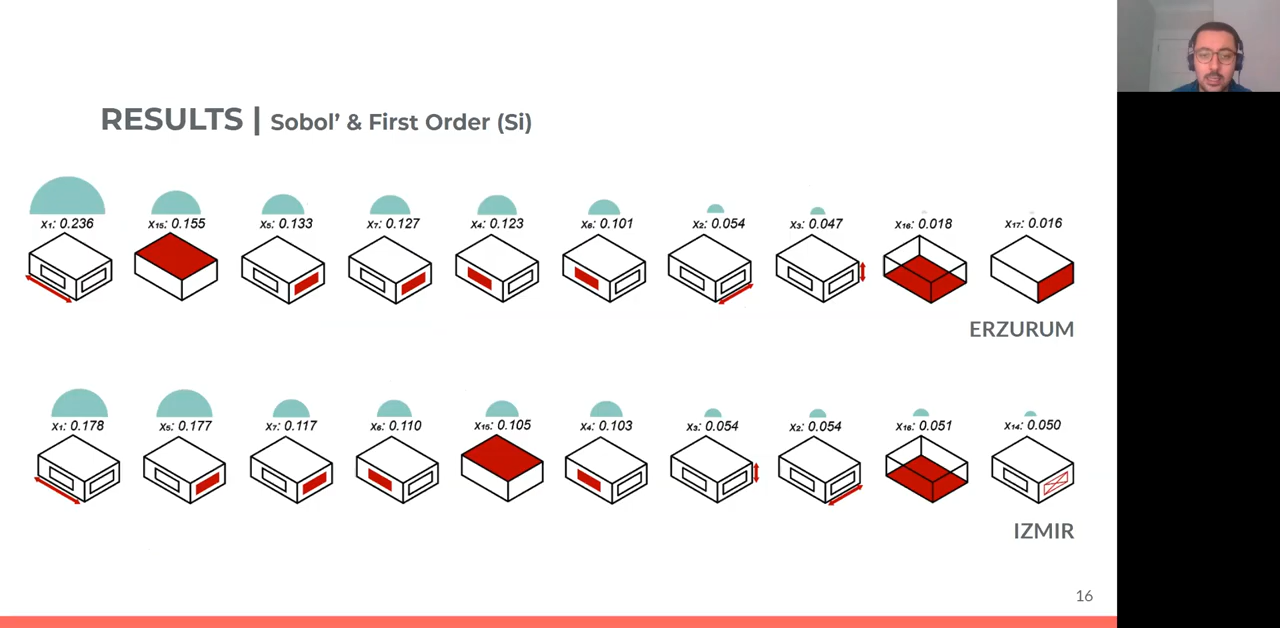 RESULTS | Sobol’ & First Order (Si)
x₁: 0.236 x₁₅: 0.155 x₅: 0.133 x₇: 0.127 x₄: 0.123 x₆: 0.101 x₂: 0.054 x₃: 0.047 x₁₆: 0.018 x₁₇: 0.016
ERZURUM
x₁: 0.178 x₅: 0.177 x₇: 0.117 x₆: 0.110 x₁₅: 0.105 x₄: 0.103 x₃: 0.054 x₂: 0.054 x₁₆: 0.051 x₁₄: 0.050
IZMIR
16